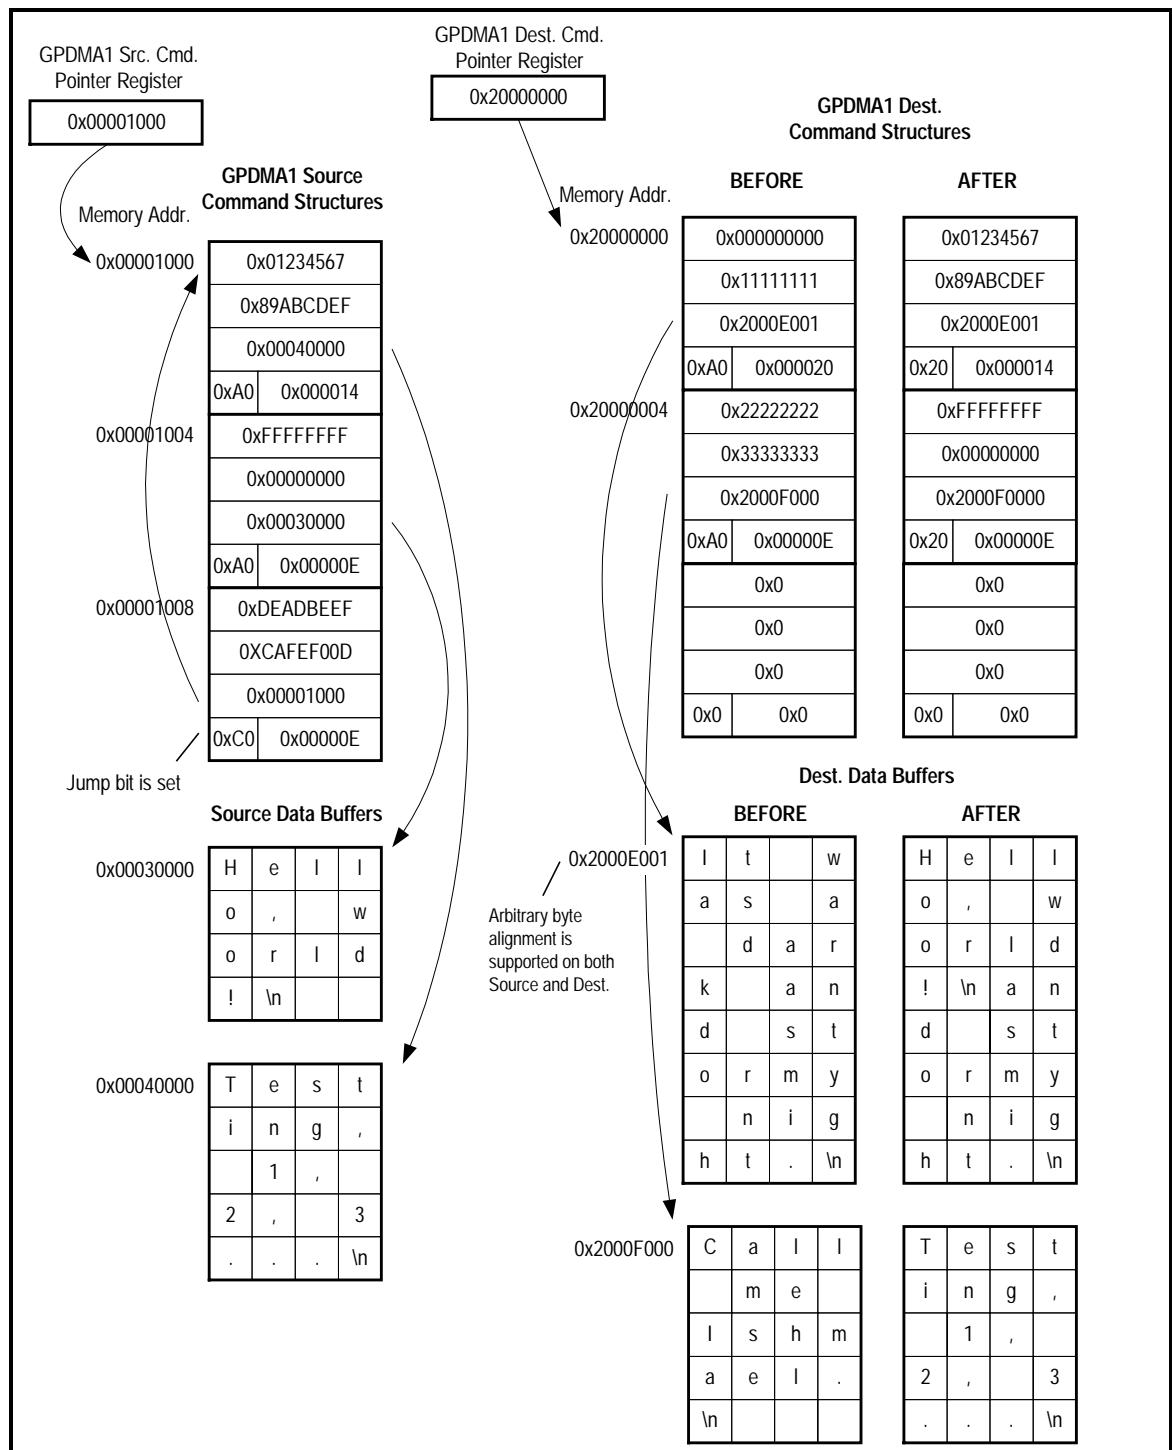 GPDMA1 Src. Cmd.
Pointer Register
0x00001000
GPDMA1 Dest. Cmd.
Pointer Register
0x20000000
GPDMA1 Source
Command Structures
Memory Addr.
0x00001000
0x01234567
0x89ABCDEF
0x00040000
0xA0 0x000014
0x00001004
0xFFFFFFFF
0x00000000
0x00030000
0xA0 0x00000E
0x00001008
0xDEADBEEF
0XCAFEF00D
0x00001000
0xC0 0x00000E
Jump bit is set
GPDMA1 Dest.
Command Structures
BEFORE
AFTER
Memory Addr.
0x20000000
0x000000000
0x11111111
0x2000E001
0xA0 0x000020
0x20000004
0x22222222
0x33333333
0x2000F000
0xA0 0x00000E
0x0
0x0
0x0
0x0 0x0
0x01234567
0x89ABCDEF
0x2000E001
0x20 0x000014
0xFFFFFFFF
0x00000000
0x2000F0000
0x20 0x00000E
0x0
0x0
0x0
0x0 0x0
Source Data Buffers
0x00030000
H e l l
o , w
o r l d
! \n
0x00040000
T e s t
i n g ,
1 ,
2 , 3
. . . \n
Dest. Data Buffers
BEFORE
AFTER
0x2000E001
Arbitrary byte
alignment is
supported on both
Source and Dest.
I t w
a s a
d a r
k a n
d s t
o r m y
n i g
h t . \n
H e l l
o , w
o r l d
! \n a n
d s t
o r m y
n i g
h t . \n
0x2000F000
C a l l
m e
I s h m
a e l .
\n
T e s t
i n g ,
1 ,
2 , 3
. . . \n